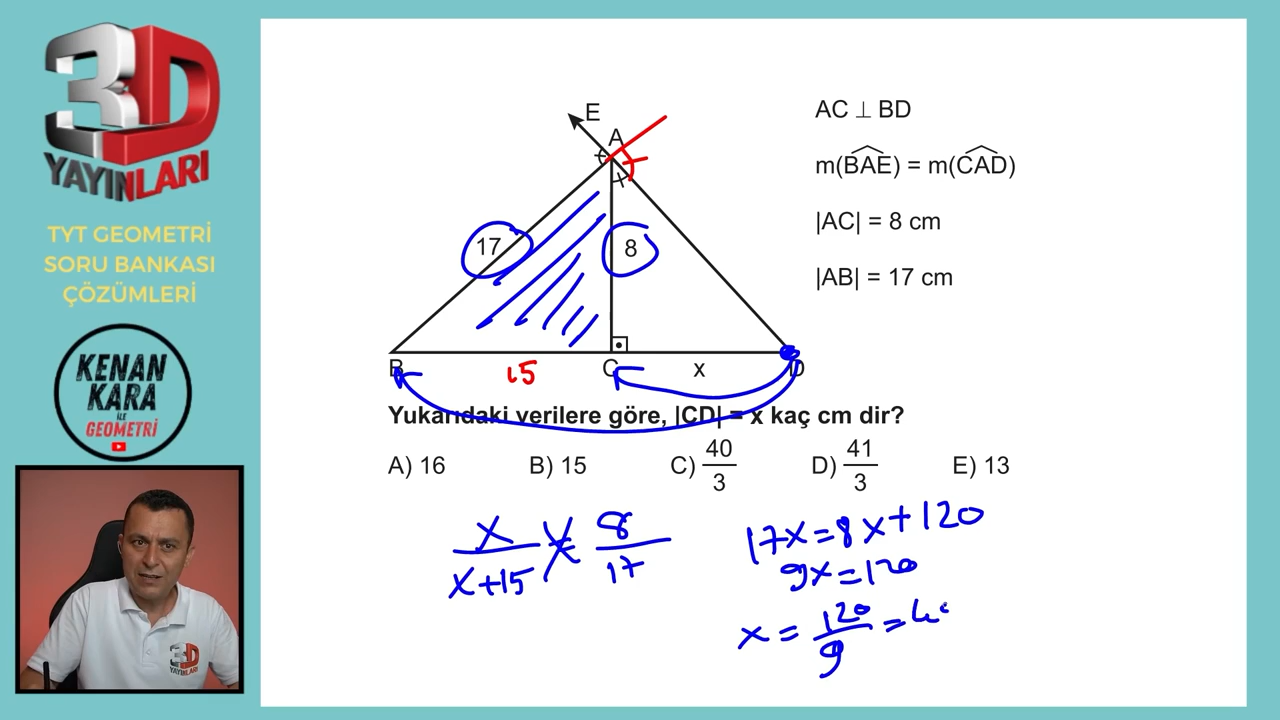 3D
YAYINLARI
TYT GEOMETRİ
SORU BANKASI
ÇÖZÜMLERİ
KENAN
KARA
İLE
GEOMETRİ
3D
YAYINLARI
E
A
17
8
B
15
C
x
D
AC ⊥ BD
m(BAE) = m(CAD)
|AC| = 8 cm
|AB| = 17 cm
Yukarıdaki verilere göre, |CD| = x kaç cm dir?
A) 16 B) 15 C) 40/3 D) 41/3 E) 13
x/(x+15) = 8/17
17x=8x+120
9x=120
x = 120/9 =